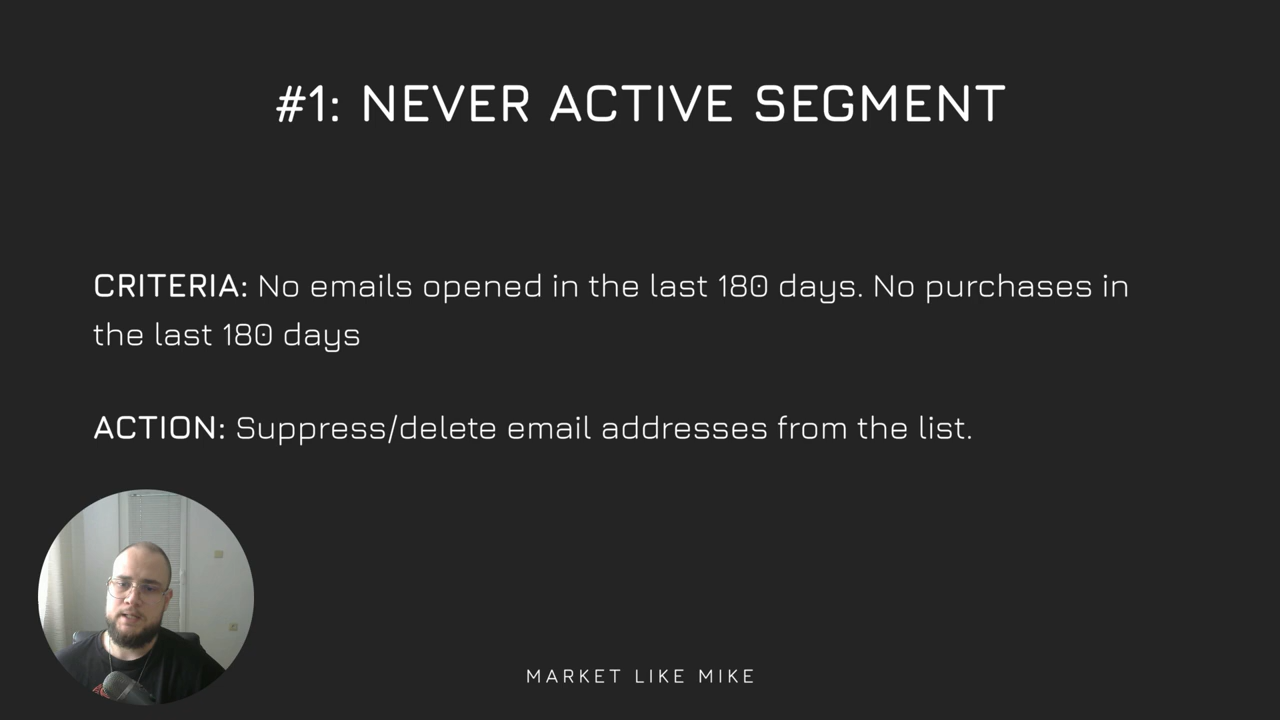 #1: NEVER ACTIVE SEGMENT
CRITERIA: No emails opened in the last 180 days. No purchases in
the last 180 days
ACTION: Suppress/delete email addresses from the list.
MARKET LIKE MIKE